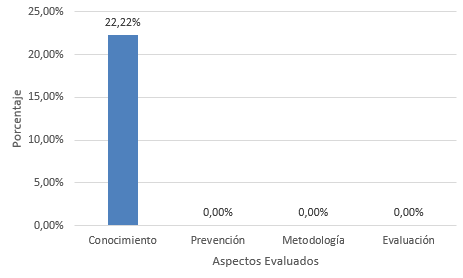 25,00%
22,22%
20,00%
15,00%
10,00%
5,00%
0,00% 0,00% 0,00%
0,00%
Porcentaje
Conocimiento Prevención Metodología Evaluación
Aspectos Evaluados